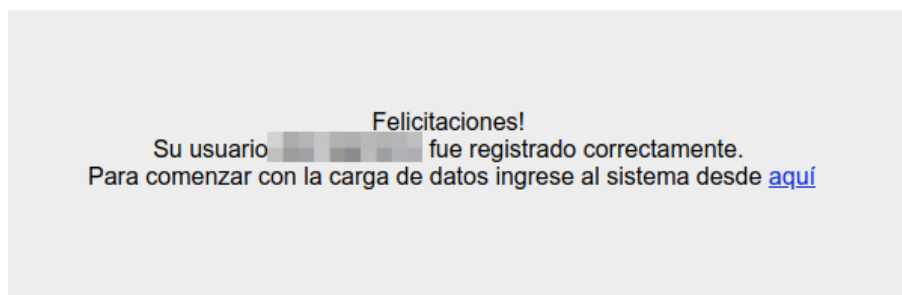 Felicitaciones!
Su usuario fue registrado correctamente.
Para comenzar con la carga de datos ingrese al sistema desde aquí